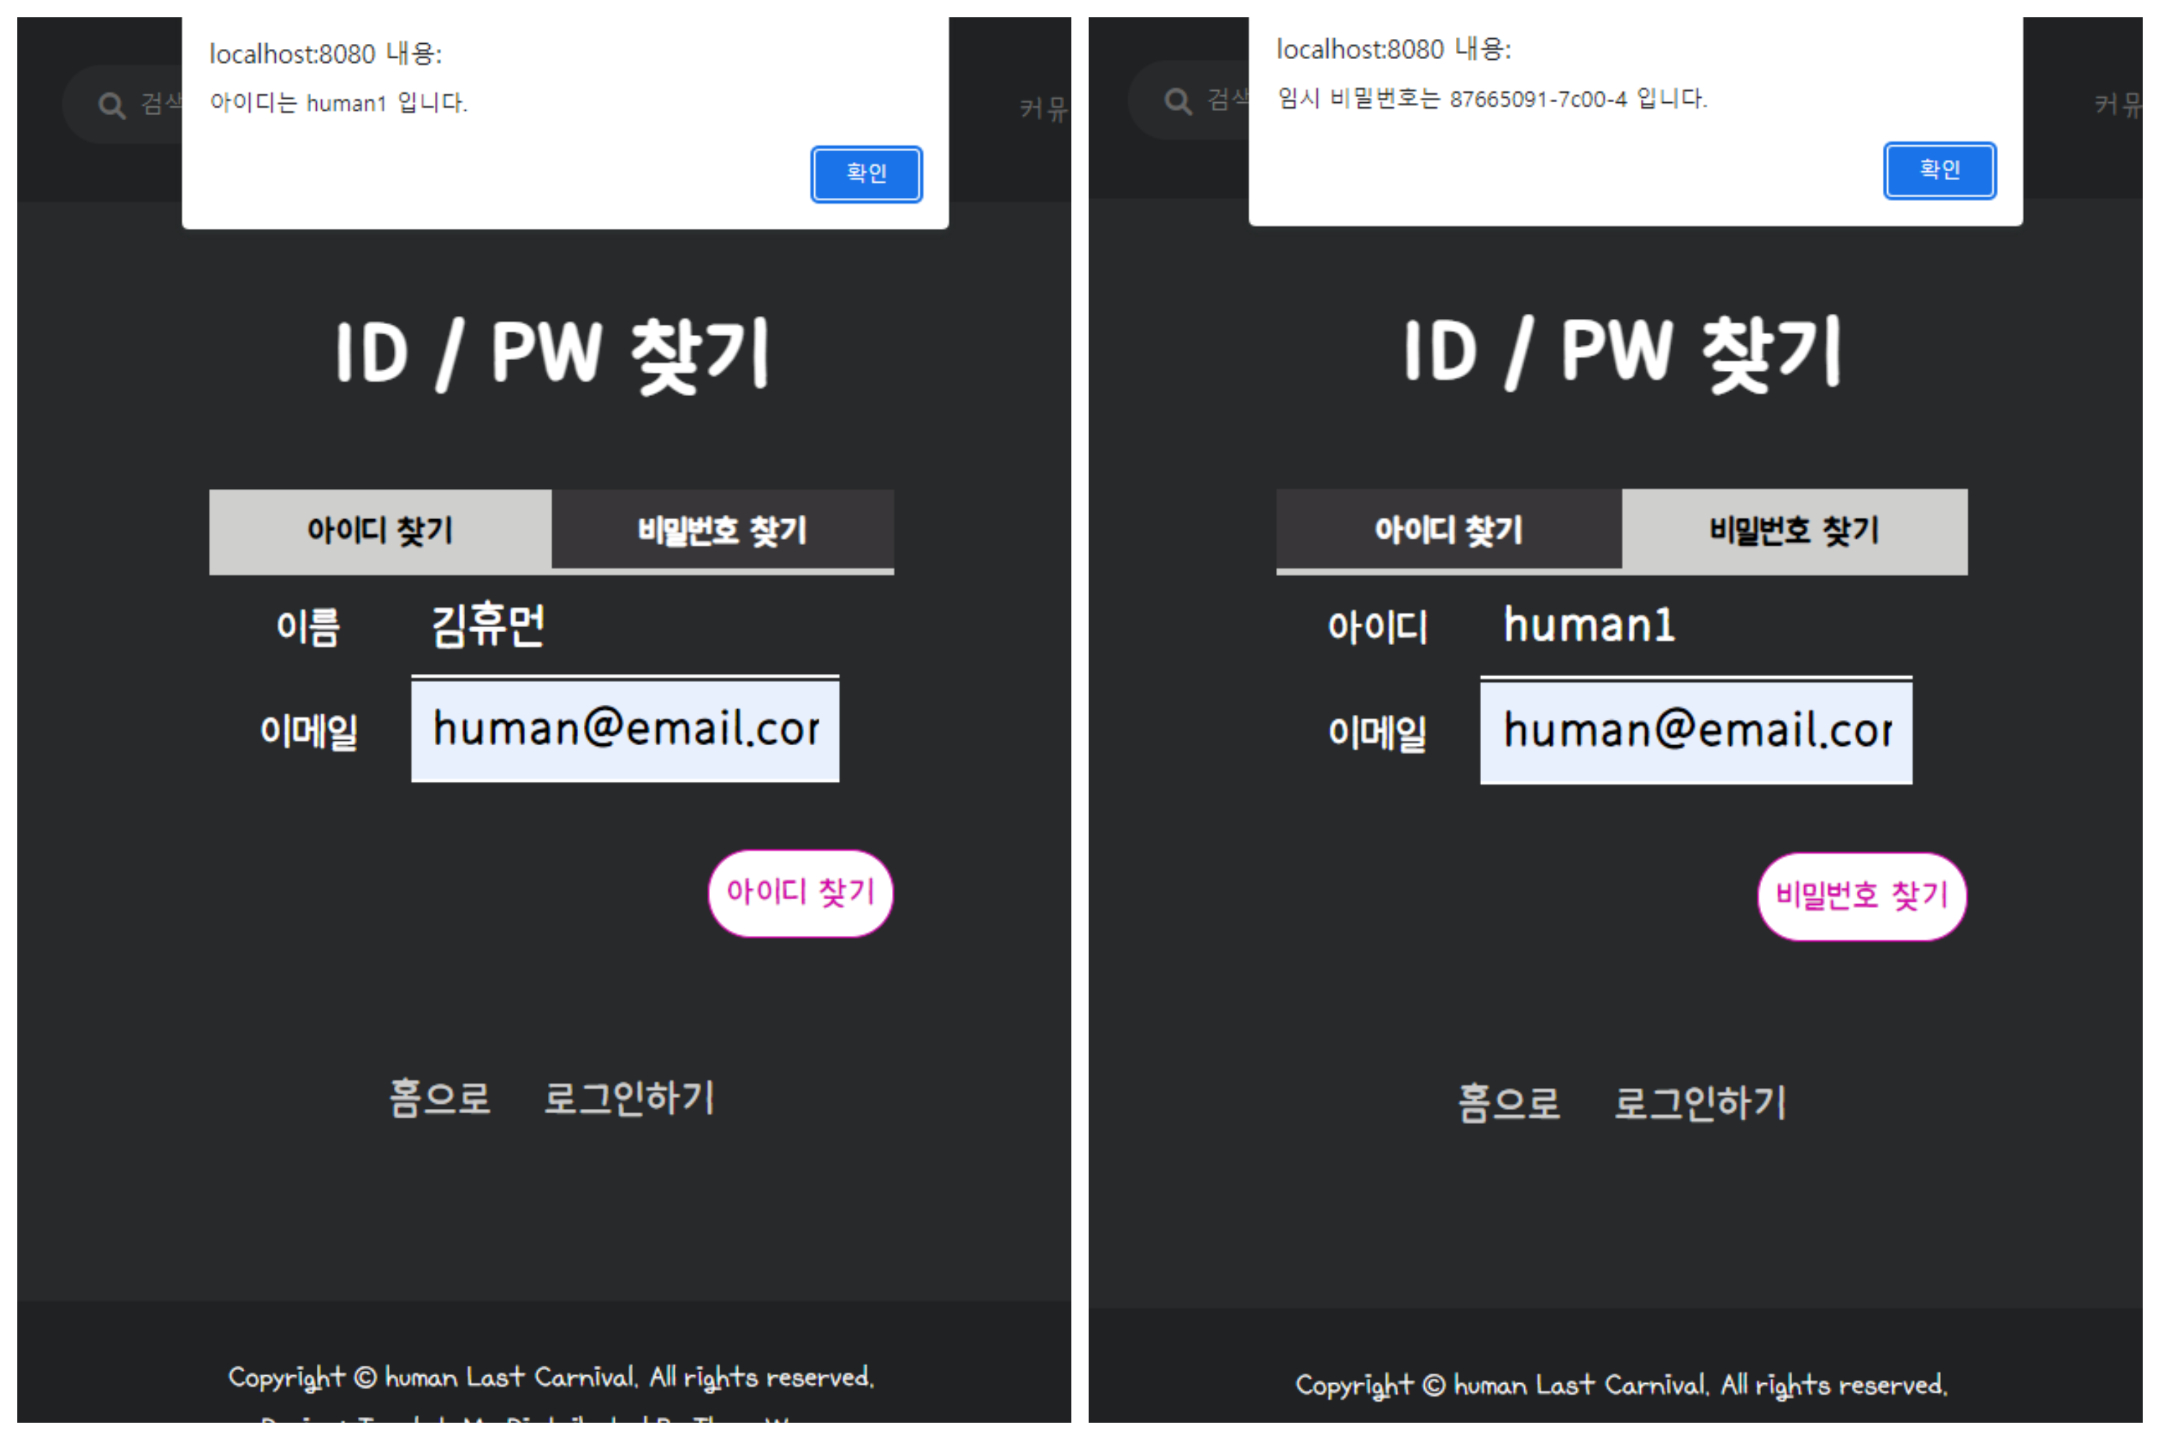 localhost:8080 내용:
아이디는 human1 입니다.
확인
검색
커뮤
ID / PW 찾기
아이디 찾기 비밀번호 찾기
이름 김휴먼
이메일 human@email.cor
아이디 찾기
홈으로 로그인하기
Copyright © human Last Carnival. All rights reserved.
localhost:8080 내용:
임시 비밀번호는 87665091-7c00-4 입니다.
확인
검색
커뮤
ID / PW 찾기
아이디 찾기 비밀번호 찾기
아이디 human1
이메일 human@email.cor
비밀번호 찾기
홈으로 로그인하기
Copyright © human Last Carnival. All rights reserved.